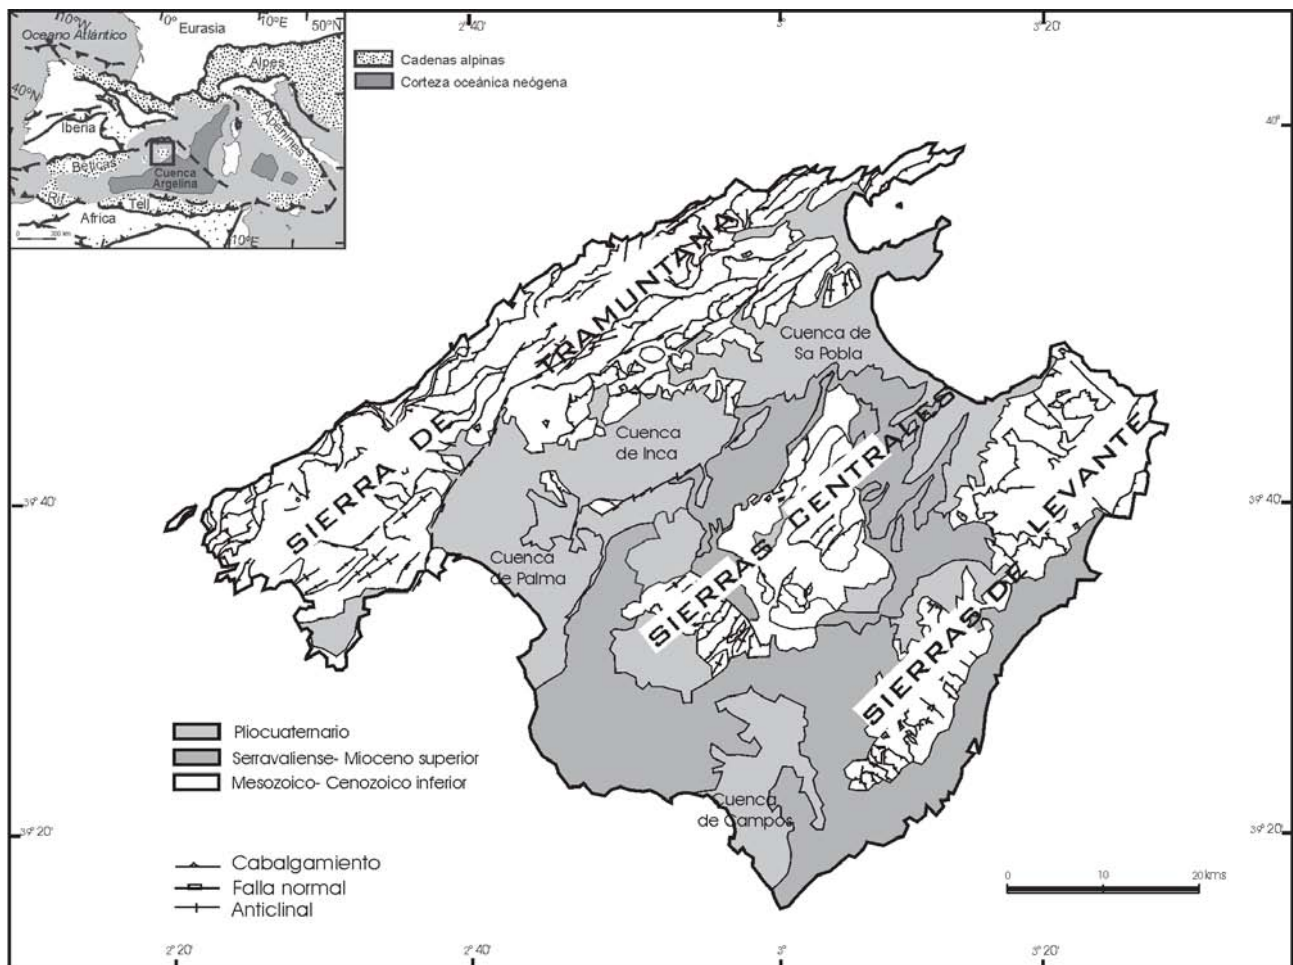 10°W
0°
10°E
50°N
Eurasia
Oceano Atlántico
Alpes
40°N
Apeninos
Iberia
Béticas
Cuenca
Argelina
Rif
Tell
Africa
10°E
Cadenas alpinas
Corteza oceánica neógena
2°40'
3°
3°20'
40°
SIERRA DE TRAMUNTANA
Cuenca de
Sa Pobla
Cuenca
de Inca
39°40'
39°40'
SIERRAS CENTRALES
SIERRAS DE LEVANTE
Cuenca
de Palma
Pliocuaternario
Serravaliense- Mioceno superior
Mesozoico- Cenozoico inferior
Cuenca
de Campos
39°20'
39°20'
Cabalgamiento
Falla normal
Anticlinal
0 10 20 kms
2°20'
2°40'
3°
3°20'